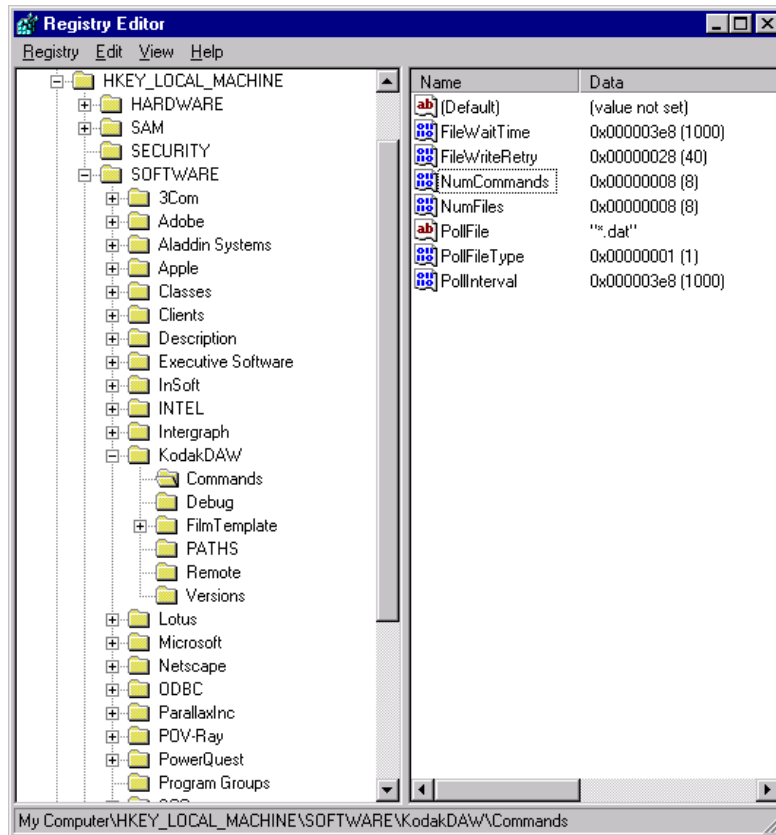 Registry Editor
Registry Edit View Help
HKEY_LOCAL_MACHINE
HARDWARE
SAM
SECURITY
SOFTWARE
3Com
Adobe
Aladdin Systems
Apple
Classes
Clients
Description
Executive Software
InSoft
INTEL
Intergraph
KodakDAW
Commands
Debug
FilmTemplate
PATHS
Remote
Versions
Lotus
Microsoft
Netscape
ODBC
ParallaxInc
POV-Ray
PowerQuest
Program Groups
Name Data
(Default) (value not set)
FileWaitTime 0x000003e8 (1000)
FileWriteRetry 0x00000028 (40)
NumCommands 0x00000008 (8)
NumFiles 0x00000008 (8)
PollFile "*.dat"
PollFileType 0x00000001 (1)
PollInterval 0x000003e8 (1000)
My Computer\HKEY_LOCAL_MACHINE\SOFTWARE\KodakDAW\Commands